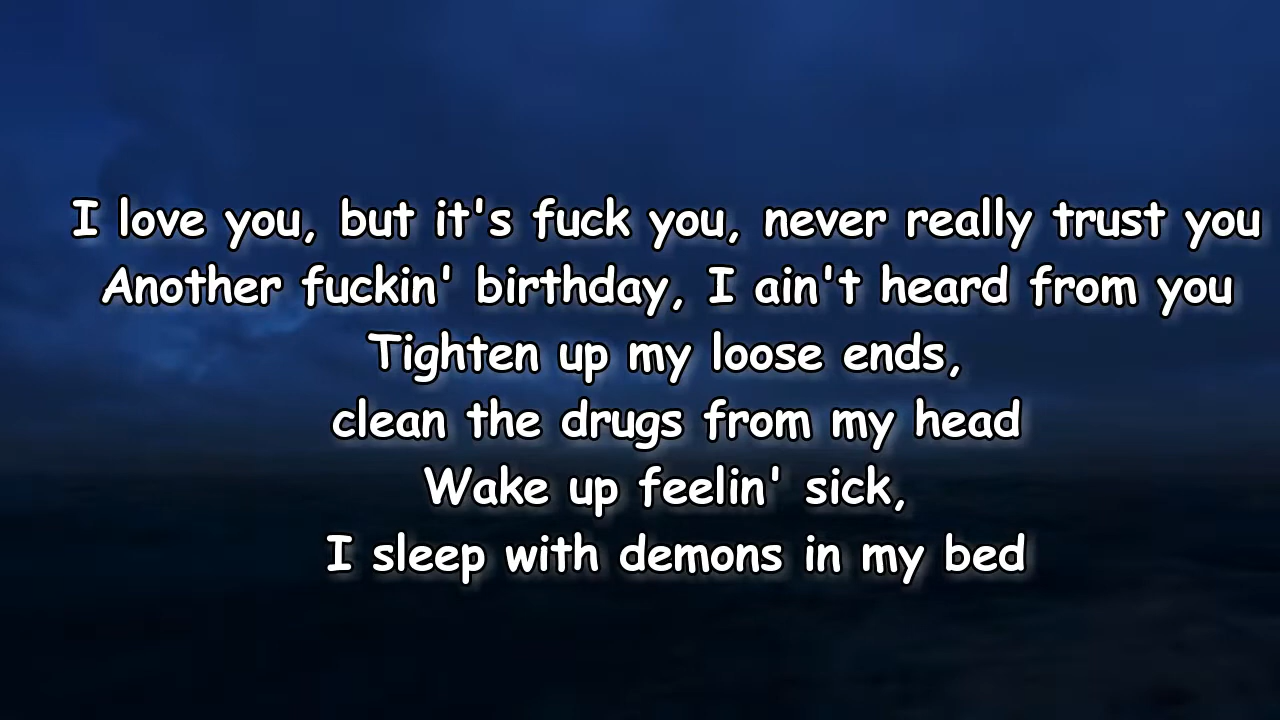 I love you, but it's fuck you, never really trust you
Another fuckin' birthday, I ain't heard from you
Tighten up my loose ends,
clean the drugs from my head
Wake up feelin' sick,
I sleep with demons in my bed